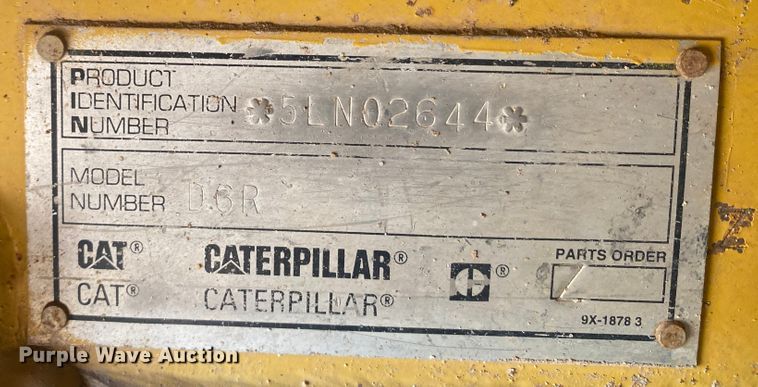 PRODUCT
IDENTIFICATION
NUMBER
*5LN02644*
MODEL
NUMBER
D6R
CAT® CATERPILLAR® ®
CAT® CATERPILLAR®
PARTS ORDER
9X-1878 3
Purple Wave Auction